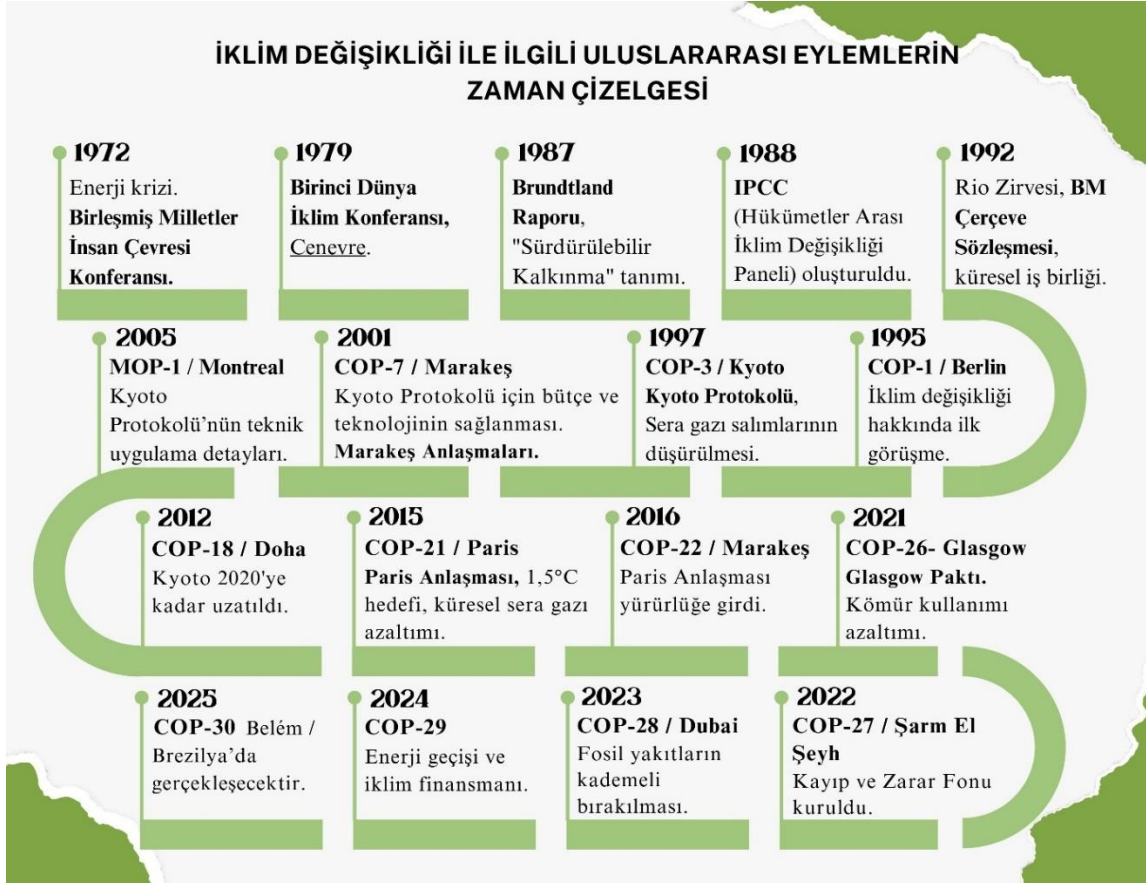 İKLİM DEĞİŞİKLİĞİ İLE İLGİLİ ULUSLARARASI EYLEMLERİN
ZAMAN ÇİZELGESİ
1972
Enerji krizi.
Birleşmiş Milletler
İnsan Çevresi
Konferansı.
1979
Birinci Dünya
İklim Konferansı,
Cenevre.
1987
Brundtland
Raporu,
"Sürdürülebilir
Kalkınma" tanımı.
1988
IPCC
(Hükümetler Arası
İklim Değişikliği
Paneli) oluşturuldu.
1992
Rio Zirvesi, BM
Çerçeve
Sözleşmesi,
küresel iş birliği.
1995
COP-1 / Berlin
İklim değişikliği
hakkında ilk
görüşme.
1997
COP-3 / Kyoto
Kyoto Protokolü,
Sera gazı salımlarının
düşürülmesi.
2001
COP-7 / Marakeş
Kyoto Protokolü için bütçe ve
teknolojinin sağlanması.
Marakeş Anlaşmaları.
2005
MOP-1 / Montreal
Kyoto
Protokolü’nün teknik
uygulama detayları.
2012
COP-18 / Doha
Kyoto 2020'ye
kadar uzatıldı.
2015
COP-21 / Paris
Paris Anlaşması, 1,5°C
hedefi, küresel sera gazı
azaltımı.
2016
COP-22 / Marakeş
Paris Anlaşması
yürürlüğe girdi.
2021
COP-26- Glasgow
Glasgow Paktı.
Kömür kullanımı
azaltımı.
2022
COP-27 / Şarm El
Şeyh
Kayıp ve Zarar Fonu
kuruldu.
2023
COP-28 / Dubai
Fosil yakıtların
kademeli
bırakılması.
2024
COP-29
Enerji geçişi ve
iklim finansmanı.
2025
COP-30 Belém /
Brezilya’da
gerçekleşecektir.